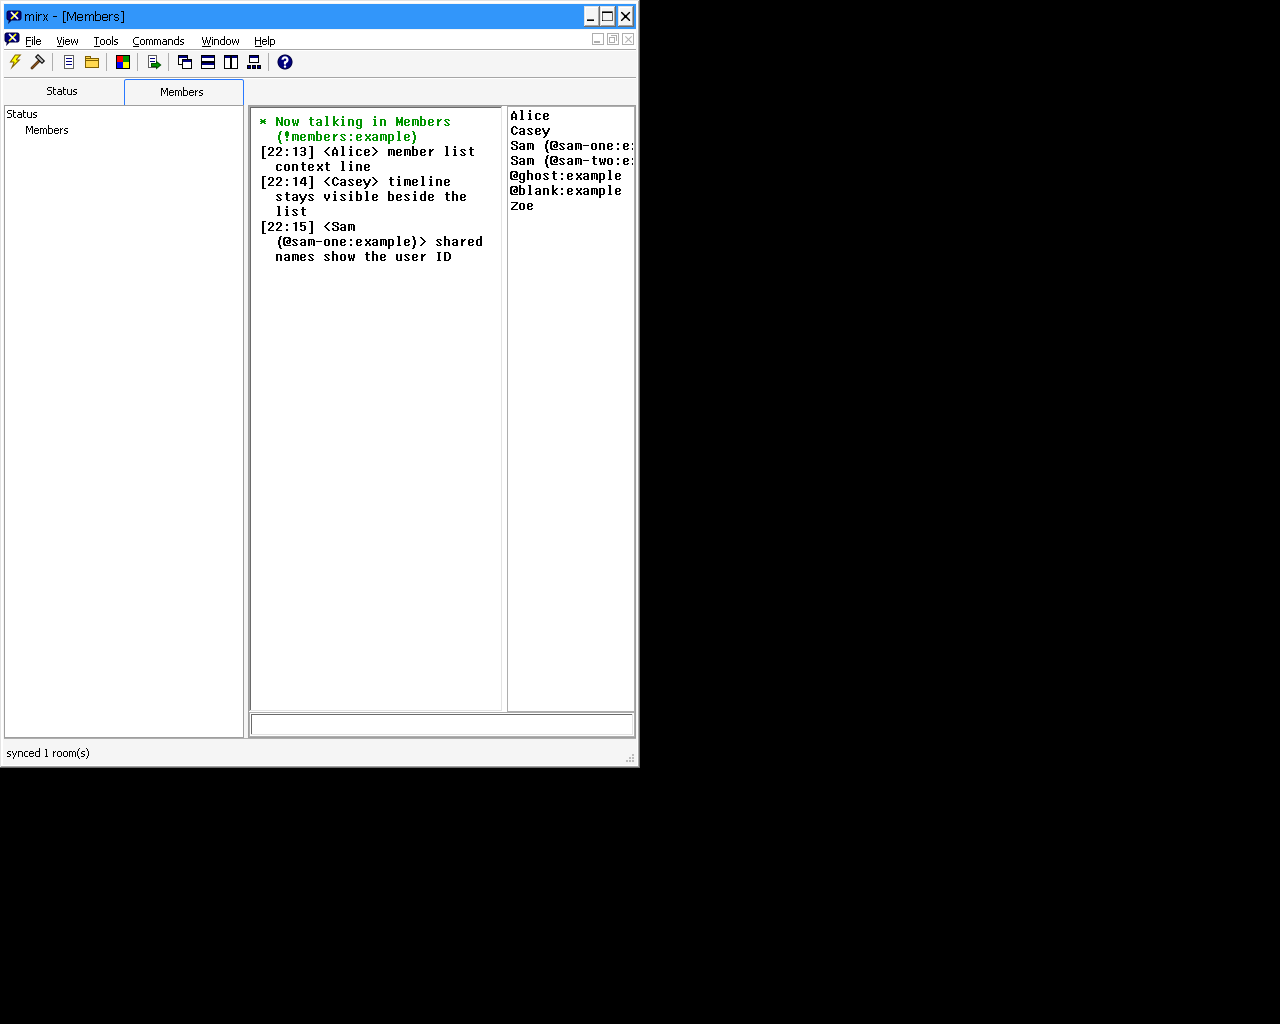 mirx - [Members]
File View Tools Commands Window Help
Status Members
Status
Members
* Now talking in Members
(!members:example)
[22:13] <Alice> member list
context line
[22:14] <Casey> timeline
stays visible beside the
list
[22:15] <Sam
(@sam-one:example)> shared
names show the user ID
Alice
Casey
Sam (@sam-one:e:
Sam (@sam-two:e:
@ghost:example
@blank:example
Zoe
synced 1 room(s)